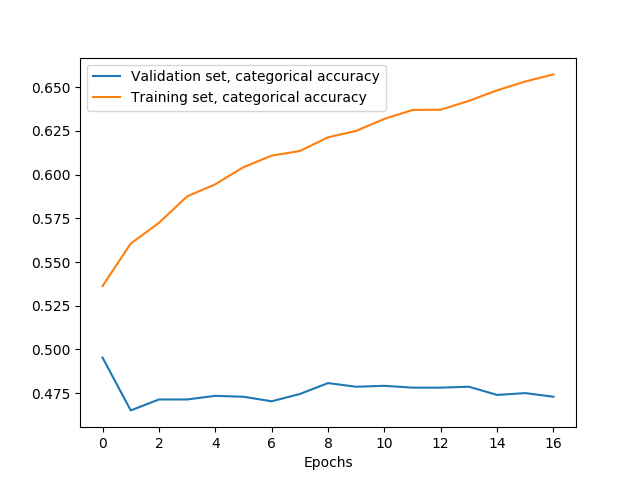 Validation set, categorical accuracy
Training set, categorical accuracy
0.650
0.625
0.600
0.575
0.550
0.525
0.500
0.475
0 2 4 6 8 10 12 14 16
Epochs